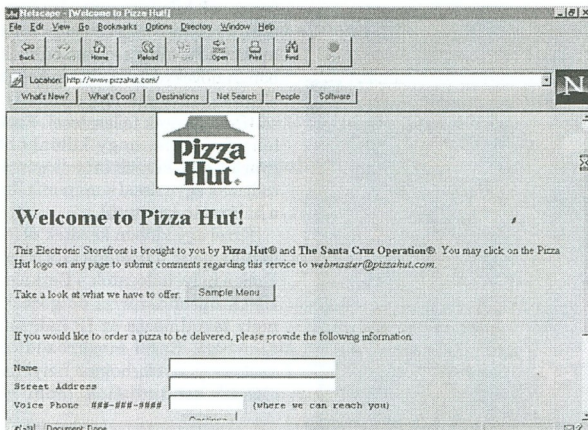 Netscape - [Welcome to Pizza Hut!]
File Edit View Go Bookmarks Options Directory Window Help
Back Home Reload Open Print Find
Location: http://www.pizzahut.com/
What's New? What's Cool? Destinations Net Search People Software
N
Pizza
Hut.
Welcome to Pizza Hut!
This Electronic Storefront is brought to you by Pizza Hut® and The Santa Cruz Operation®. You may click on the Pizza
Hut logo on any page to submit comments regarding this service to webmaster@pizzahut.com.
Take a look at what we have to offer: Sample Menu
If you would like to order a pizza to be delivered, please provide the following information:
Name
Street Address
Voice Phone ###-###-#### (where we can reach you)
Continue
Document: Done